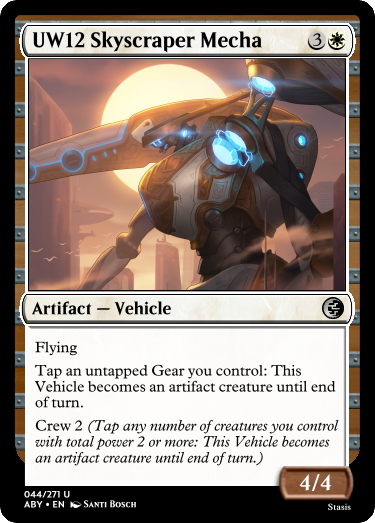 UW12 Skyscraper Mecha 3
Artifact — Vehicle
Flying
Tap an untapped Gear you control: This
Vehicle becomes an artifact creature until end
of turn.
Crew 2 (Tap any number of creatures you control
with total power 2 or more: This Vehicle becomes
an artifact creature until end of turn.)
4/4
044/271 U
ABY • EN Santi Bosch
Stasis